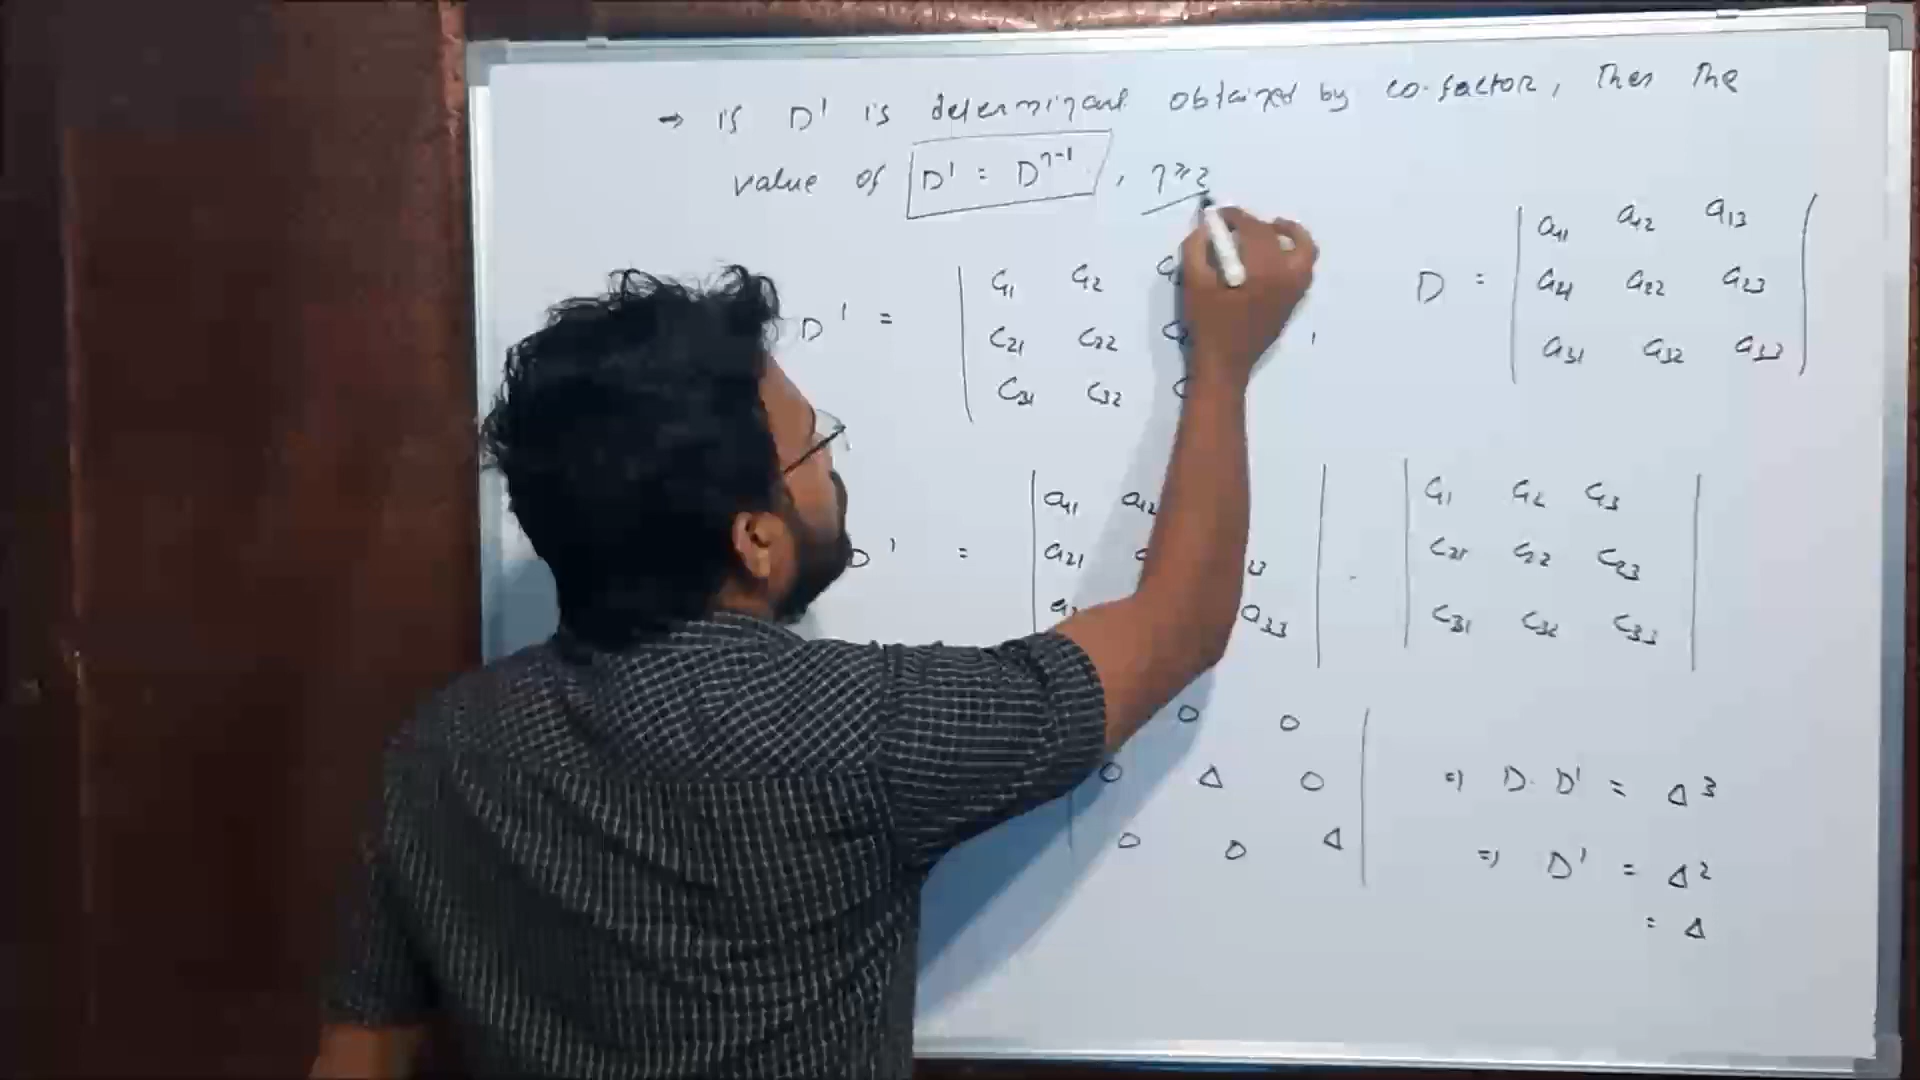 → if D' is determinant obtained by co-factor, then the
value of D' = D^{n-1}, n≥2
D' = | C11 C12
C21 C22
C31 C32 , D = | a11 a12 a13 |
a21 a22 a23
a31 a32 a33
D' = | a11 a12
a21
a33 | . | C11 C12 C13 |
C21 C22 C23
C31 C32 C33
0 0
0 Δ 0 ⇒ D. D' = Δ^3
0 0 Δ ⇒ D' = Δ^2
= Δ